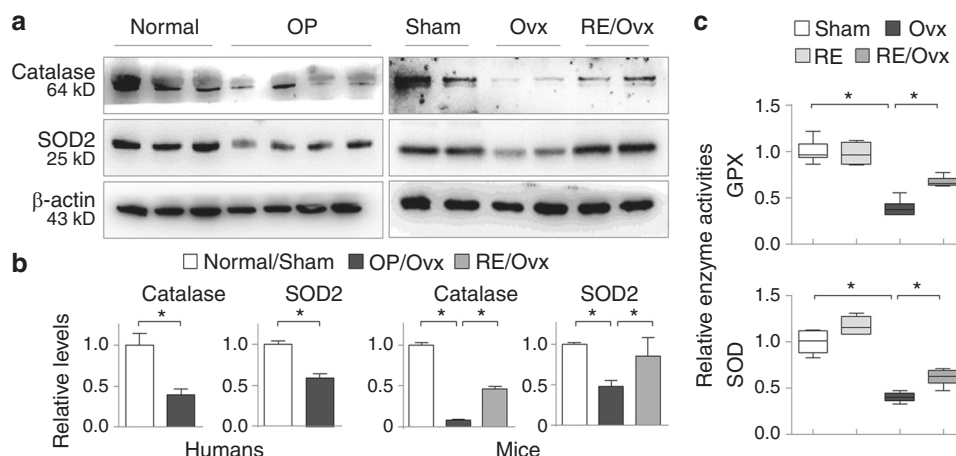 a
Normal OP Sham Ovx RE/Ovx
Catalase
64 kD
SOD2
25 kD
β-actin
43 kD
b
Normal/Sham OP/Ovx RE/Ovx
Catalase SOD2 Catalase SOD2
* * * * * *
Relative levels
1.0 1.0 1.0 1.0
0.5 0.5 0.5 0.5
0.0 0 0 0.0
Humans Mice
c
Sham Ovx
RE RE/Ovx
Relative enzyme activities
GPX
* *
1.5
1.0
0.5
0.0
SOD
* *
1.5
1.0
0.5
0.0